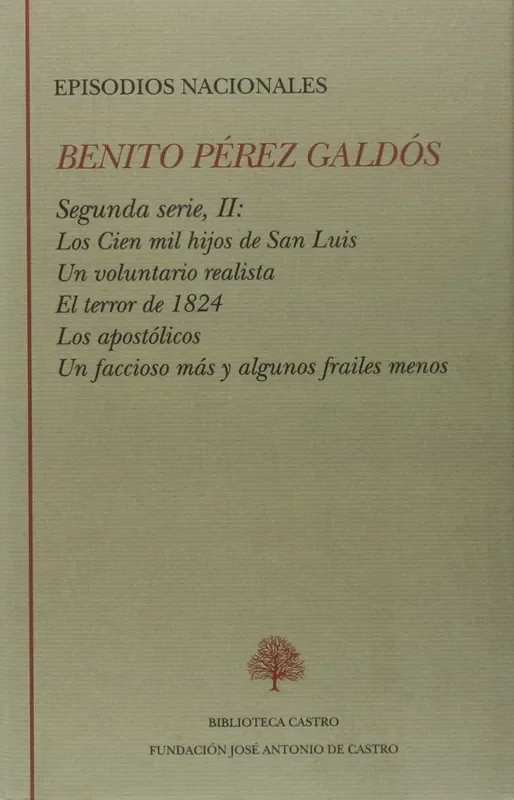 EPISODIOS NACIONALES
BENITO PÉREZ GALDÓS
Segunda serie, II:
Los Cien mil hijos de San Luis
Un voluntario realista
El terror de 1824
Los apostólicos
Un faccioso más y algunos frailes menos
BIBLIOTECA CASTRO
FUNDACIÓN JOSÉ ANTONIO DE CASTRO